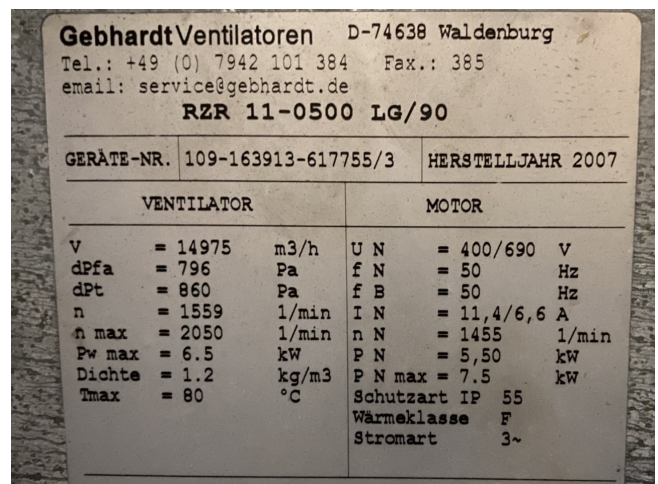 Gebhardt Ventilatoren D-74638 Waldenburg
Tel.: +49 (0) 7942 101 384 Fax.: 385
email: service@gebhardt.de
RZR 11-0500 LG/90
GERÄTE-NR. 109-163913-617755/3 HERSTELLJAHR 2007
VENTILATOR MOTOR
V = 14975 m3/h U N = 400/690 V
dPfa = 796 Pa f N = 50 Hz
dPt = 860 Pa f B = 50 Hz
n = 1559 1/min I N = 11,4/6,6 A
n max = 2050 1/min n N = 1455 1/min
Pw max = 6.5 kW P N = 5,50 kW
Dichte = 1.2 kg/m3 P N max = 7.5 kW
Tmax = 80 °C Schutzart IP 55
Wärmeklasse F
Stromart 3~